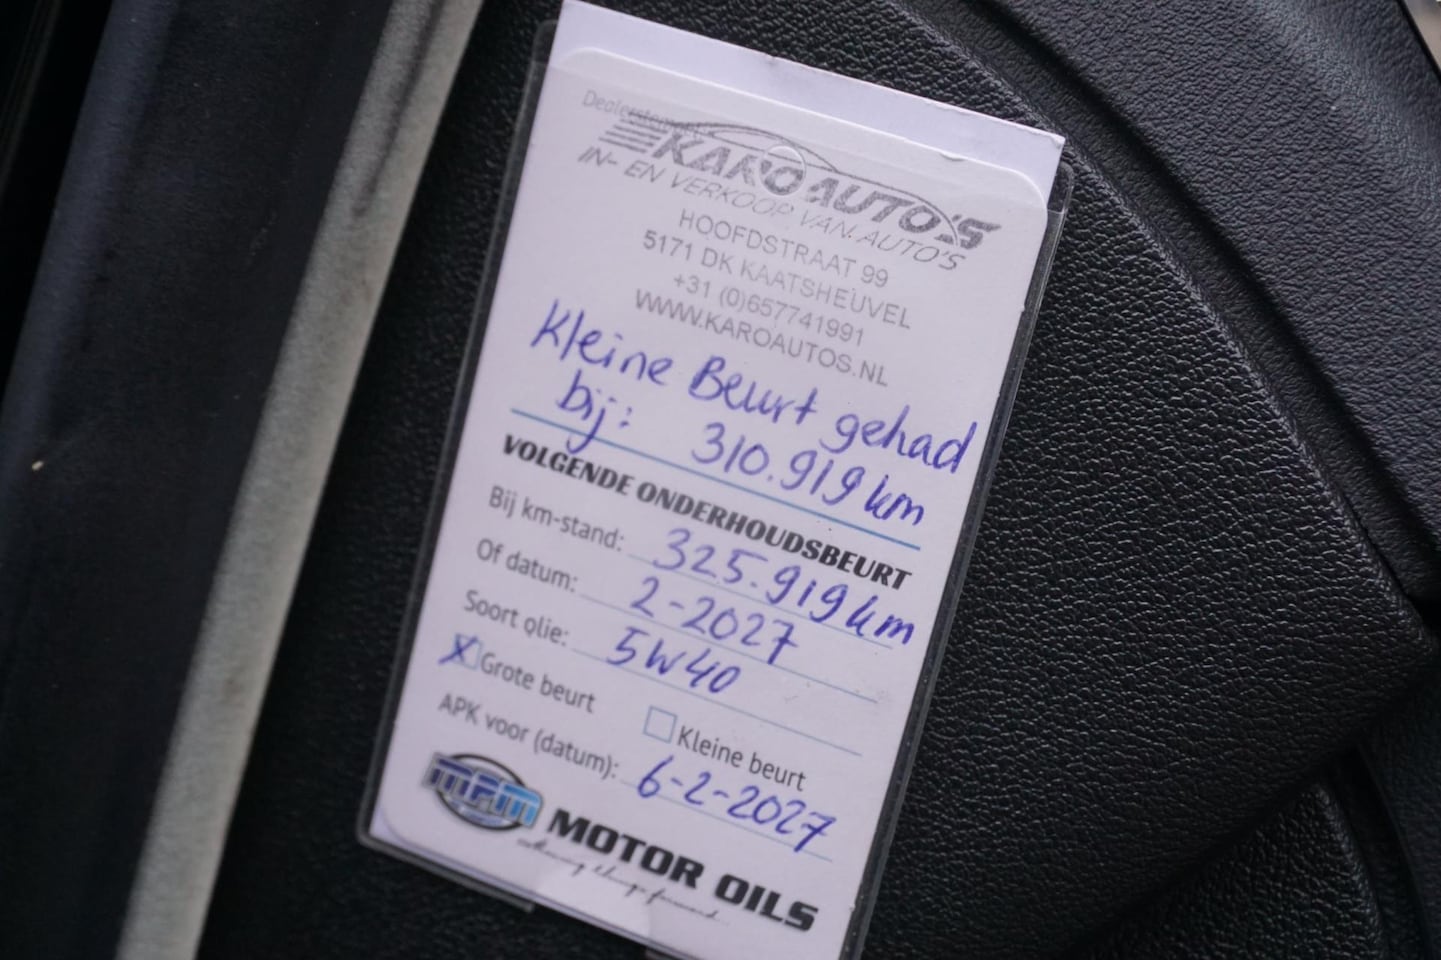 Dealerstempel:
KARO AUTO'S
IN- EN VERKOOP VAN AUTO'S
HOOFDSTRAAT 99
5171 DK KAATSHEUVEL
+31 (0)657741991
WWW.KAROAUTOS.NL
Kleine Beurt gehad
bij: 310.919 km
VOLGENDE ONDERHOUDSBEURT
Bij km-stand: 325.919 km
Of datum: 2-2027
Soort olie: 5W40
X Grote beurt
Kleine beurt
APK voor (datum): 6-2-2027
MPM MOTOR OILS